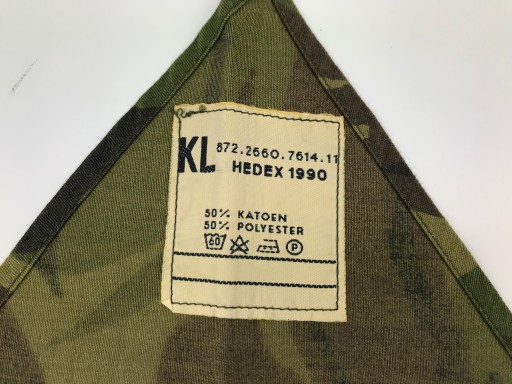 KL 872.2660.7614.11
HEDEX 1990
50% KATOEN
50% POLYESTER
60 P